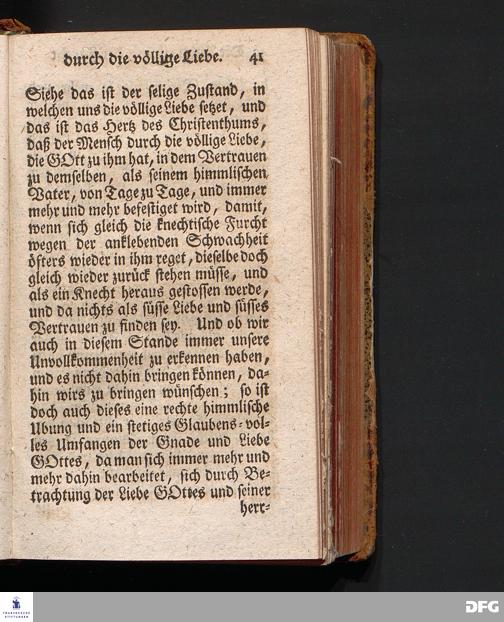 durch die völlige Liebe. 41
Siehe das ist der selige Zustand, in
welchen uns die völlige Liebe setzet, und
das ist das Hertz des Christenthums,
daß der Mensch durch die völlige Liebe,
die GOtt zu ihm hat, in dem Vertrauen
zu demselben, als seinem himmlischen
Vater, von Tage zu Tage, und immer
mehr und mehr befestiget wird, damit,
wenn sich gleich die knechtische Furcht
wegen der anklebenden Schwachheit
öfters wieder in ihm reget, dieselbe doch
gleich wieder zurück stehen müsse, und
als ein Knecht heraus gestossen werde,
und da nichts als süsse Liebe und süsses
Vertrauen zu finden sey. Und ob wir
auch in diesem Stande immer unsere
Unvollkommenheit zu erkennen haben,
und es nicht dahin bringen können, da-
hin wirs zu bringen wünschen; so ist
doch auch dieses eine rechte himmlische
Ubung und ein stetiges Glaubens-vol-
les Umfangen der Gnade und Liebe
GOttes, da man sich immer mehr und
mehr dahin bearbeitet, sich durch Be-
trachtung der Liebe GOttes und seiner
herr-
FRANCKESCHE
STIFTUNGEN
DFG